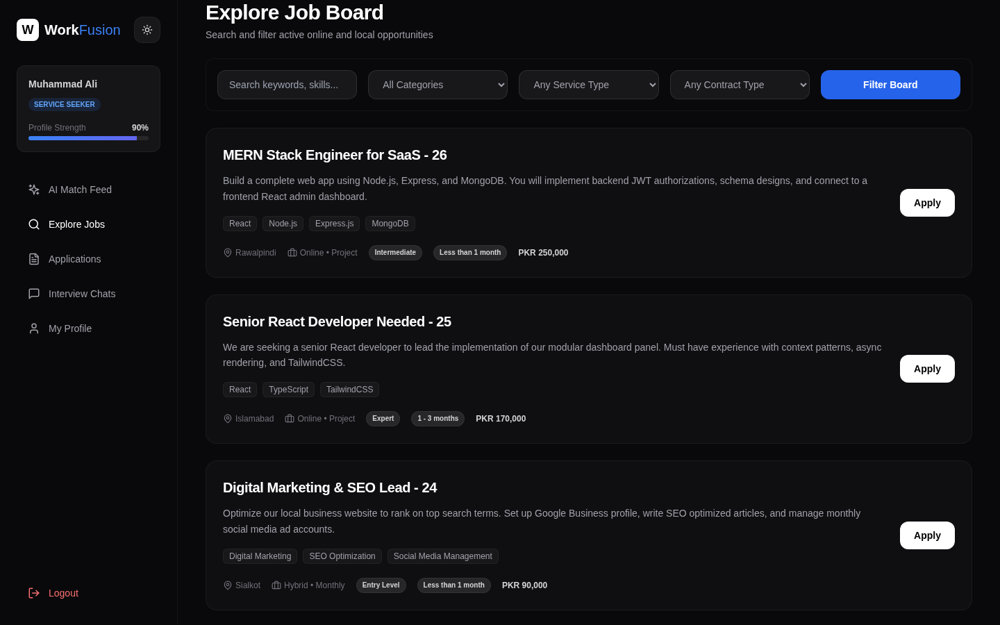 W WorkFusion
Muhammad Ali
SERVICE SEEKER
Profile Strength 90%
AI Match Feed
Explore Jobs
Applications
Interview Chats
My Profile
Logout
Explore Job Board
Search and filter active online and local opportunities
Search keywords, skills... All Categories Any Service Type Any Contract Type Filter Board
MERN Stack Engineer for SaaS - 26
Build a complete web app using Node.js, Express, and MongoDB. You will implement backend JWT authorizations, schema designs, and connect to a
frontend React admin dashboard.
Apply
React Node.js Express.js MongoDB
Rawalpindi Online • Project Intermediate Less than 1 month PKR 250,000
Senior React Developer Needed - 25
We are seeking a senior React developer to lead the implementation of our modular dashboard panel. Must have experience with context patterns, async
rendering, and TailwindCSS.
Apply
React TypeScript TailwindCSS
Islamabad Online • Project Expert 1 - 3 months PKR 170,000
Digital Marketing & SEO Lead - 24
Optimize our local business website to rank on top search terms. Set up Google Business profile, write SEO optimized articles, and manage monthly
social media ad accounts.
Apply
Digital Marketing SEO Optimization Social Media Management
Sialkot Hybrid • Monthly Entry Level Less than 1 month PKR 90,000